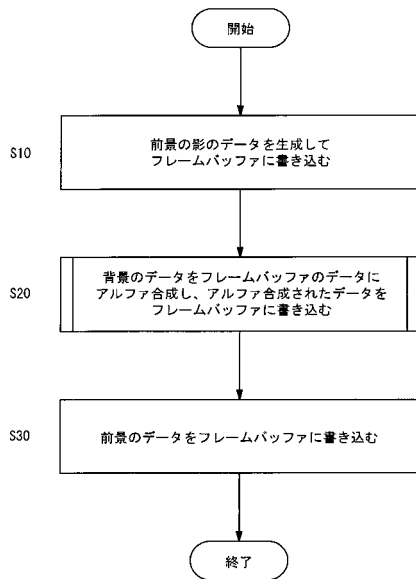 開始
S10
前景の影のデータを生成して
フレームバッファに書き込む
S20
背景のデータをフレームバッファのデータに
アルファ合成し、アルファ合成されたデータを
フレームバッファに書き込む
S30
前景のデータをフレームバッファに書き込む
終了